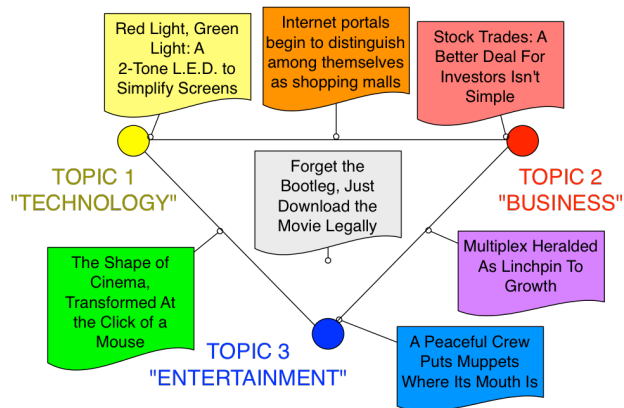 Red Light, Green
Light: A
2-Tone L.E.D. to
Simplify Screens
Internet portals
begin to distinguish
among themselves
as shopping malls
Stock Trades: A
Better Deal For
Investors Isn't
Simple
TOPIC 1
"TECHNOLOGY"
Forget the
Bootleg, Just
Download the
Movie Legally
TOPIC 2
"BUSINESS"
The Shape of
Cinema,
Transformed At
the Click of a
Mouse
Multiplex Heralded
As Linchpin To
Growth
TOPIC 3
"ENTERTAINMENT"
A Peaceful Crew
Puts Muppets
Where Its Mouth Is